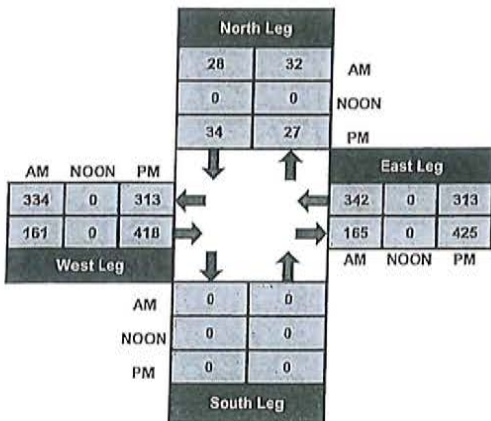 North Leg
28 32 AM
0 0 NOON
34 27 PM
AM NOON PM
East Leg
334 0 313
342 0 313
161 0 418
165 0 425
West Leg
AM NOON PM
AM 0 0
NOON 0 0
PM 0 0
South Leg